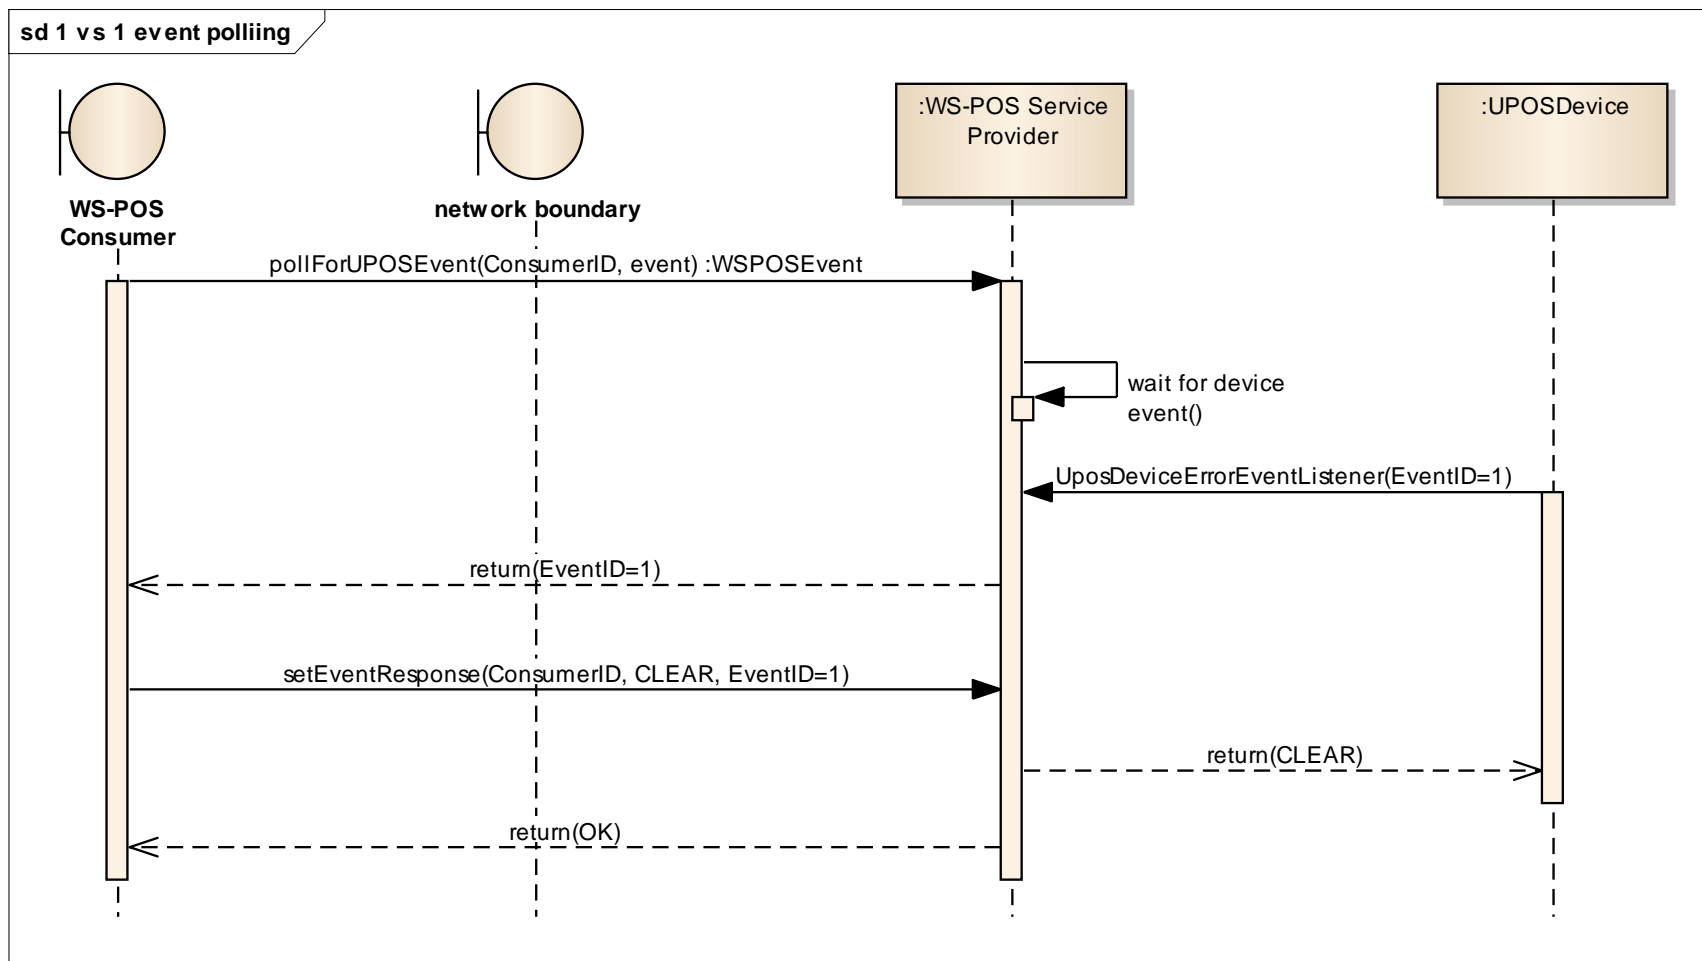 sd 1 vs 1 event polliing
:WS-POS Service
Provider
:UPOSDevice
WS-POS
Consumer
network boundary
pollForUPOSEvent(ConsumerID, event) :WSPOSEvent
wait for device
event()
UposDeviceErrorEventListener(EventID=1)
return(EventID=1)
setEventResponse(ConsumerID, CLEAR, EventID=1)
return(CLEAR)
return(OK)